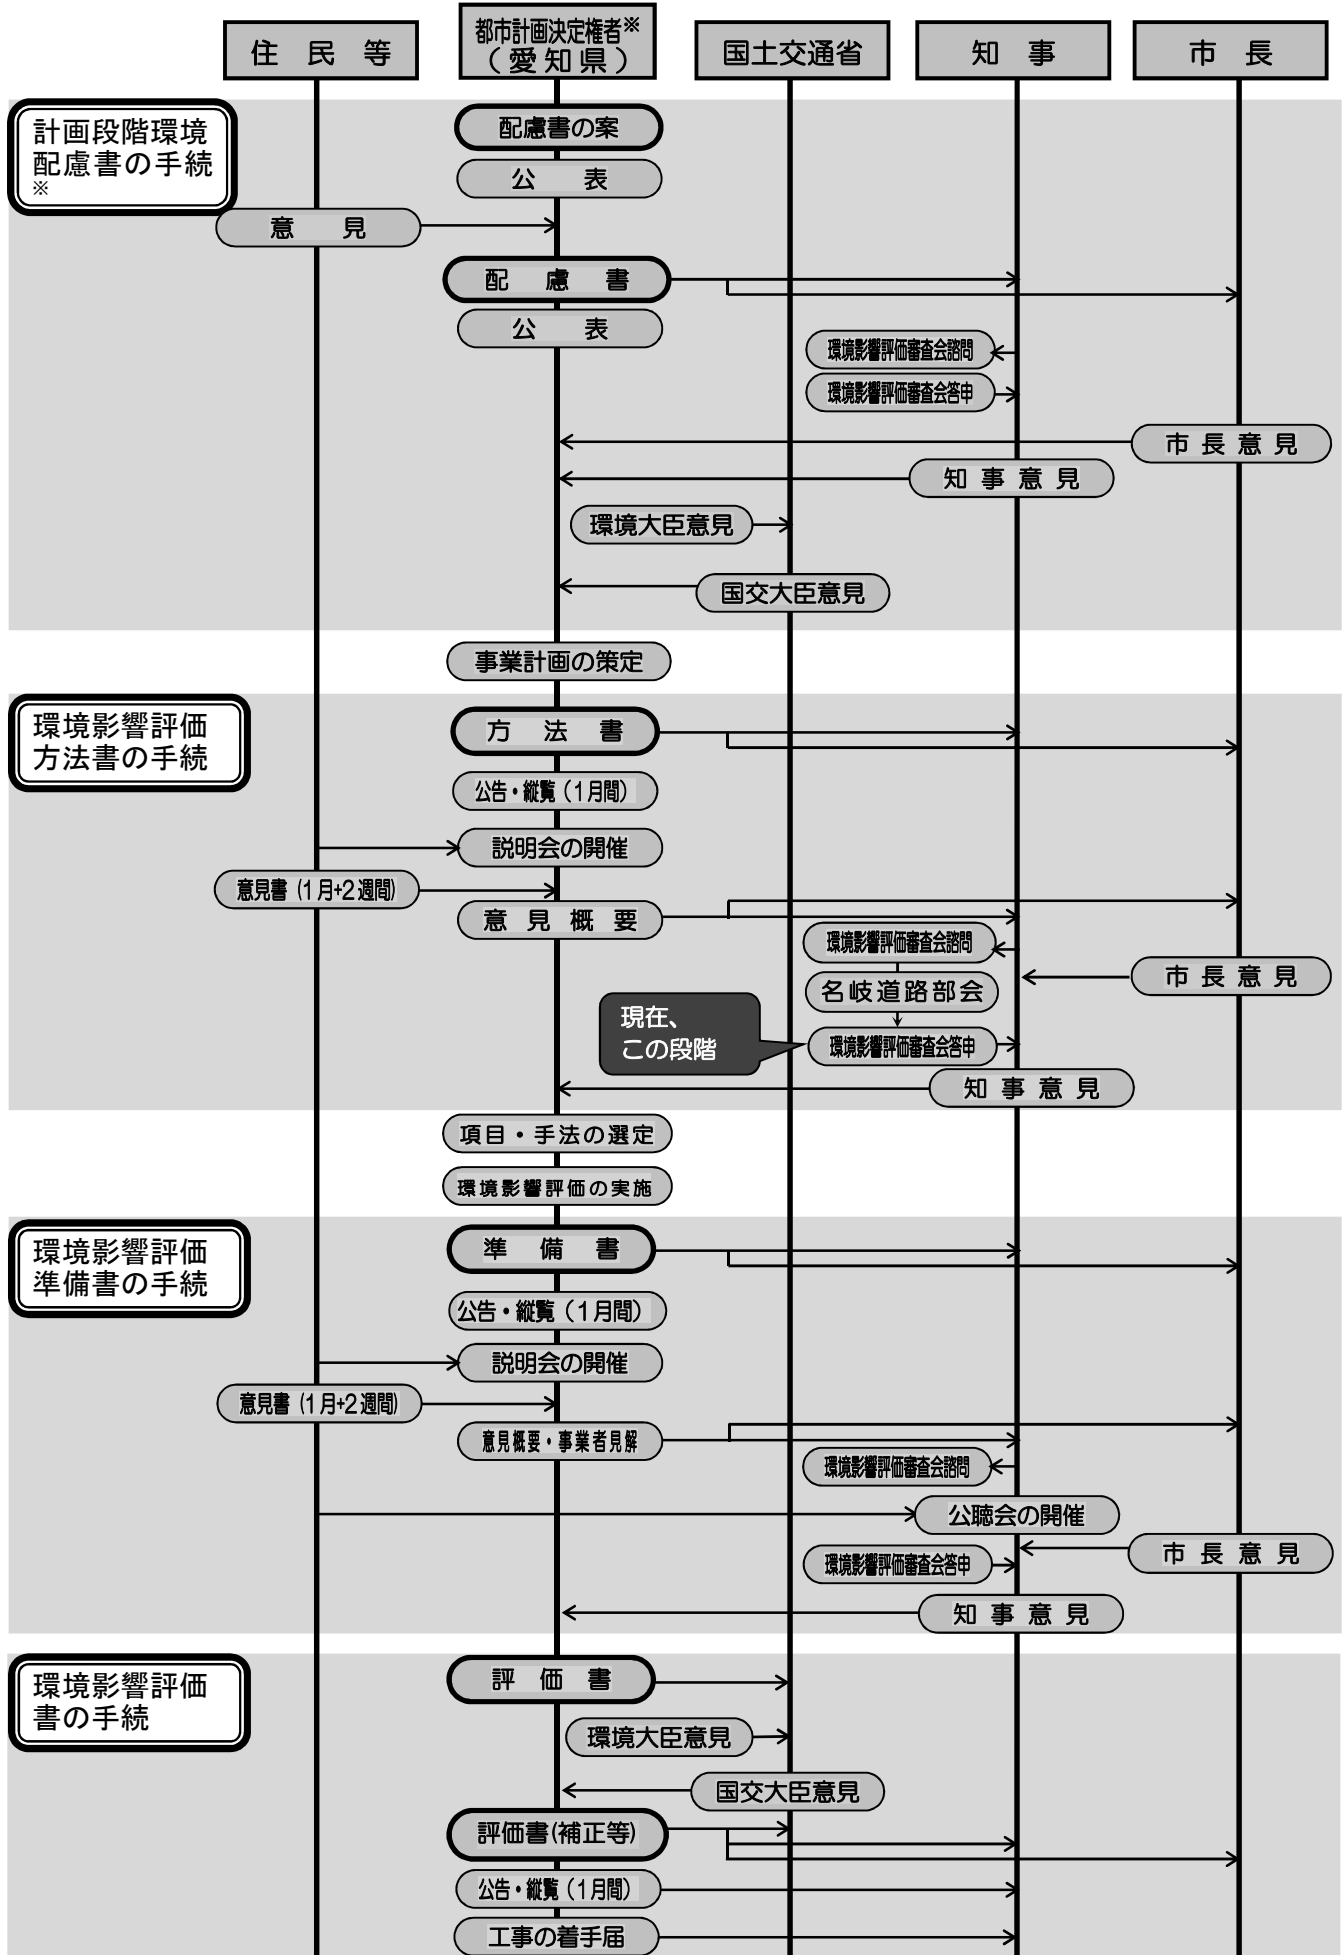 住民等
都市計画決定権者※
（愛知県）
国土交通省
知事
市長
計画段階環境
配慮書の手続
※
配慮書の案
公表
意見
配慮書
公表
環境影響評価審査会諮問
環境影響評価審査会答申
市長意見
知事意見
環境大臣意見
国交大臣意見
事業計画の策定
環境影響評価
方法書の手続
方法書
公告・縦覧（1月間）
説明会の開催
意見書（1月+2週間）
意見概要
環境影響評価審査会諮問
市長意見
名岐道路部会
現在、
この段階
環境影響評価審査会答申
知事意見
項目・手法の選定
環境影響評価の実施
環境影響評価
準備書の手続
準備書
公告・縦覧（1月間）
説明会の開催
意見書（1月+2週間）
意見概要・事業者見解
環境影響評価審査会諮問
公聴会の開催
市長意見
環境影響評価審査会答申
知事意見
環境影響評価
書の手続
評価書
環境大臣意見
国交大臣意見
評価書(補正等)
公告・縦覧（1月間）
工事の着手届